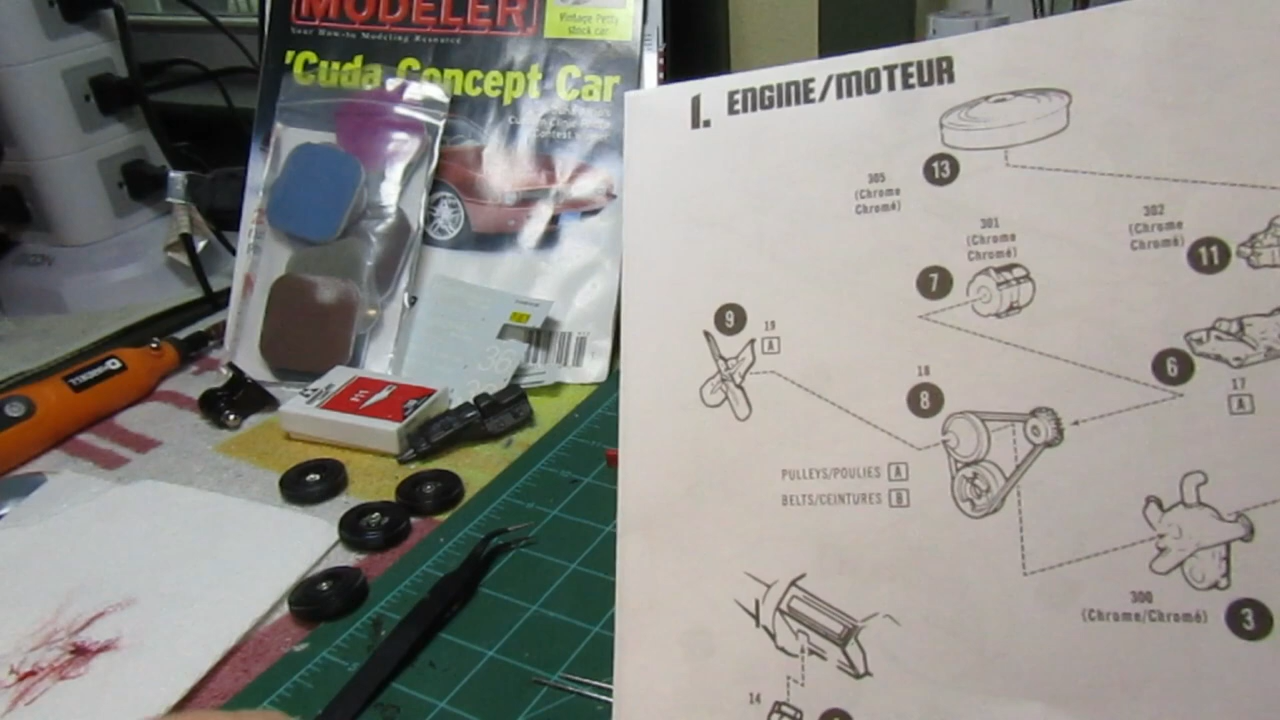 MODELER
Your How-to Modeling Resource
Vintage Petty
stock car
'Cuda Concept Car
1. ENGINE/MOTEUR
13
305
(Chrome
Chromé)
301
(Chrome
Chromé)
302
(Chrome
Chromé)
11
7
9
19
A
6
17
A
18
8
PULLEYS/POULIES A
BELTS/CEINTURES B
300
(Chrome/Chromé)
3
14
#11